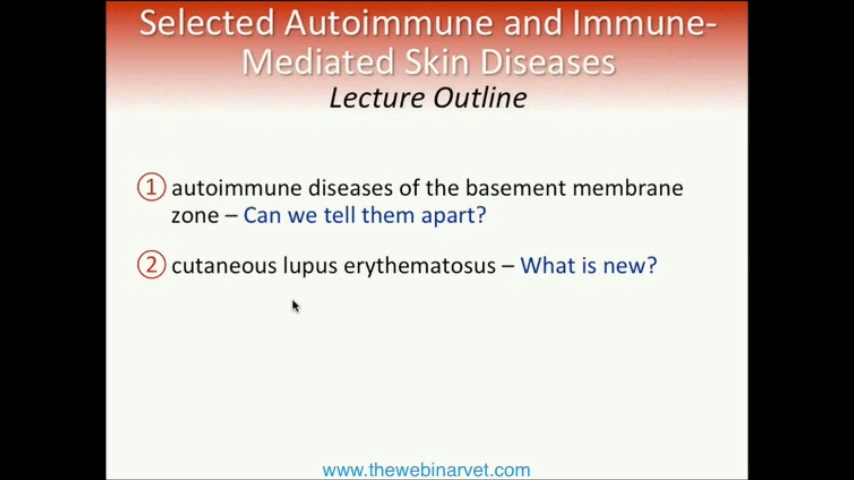 Selected Autoimmune and Immune-
Mediated Skin Diseases
Lecture Outline
① autoimmune diseases of the basement membrane
zone – Can we tell them apart?
② cutaneous lupus erythematosus – What is new?
www.thewebinarvet.com